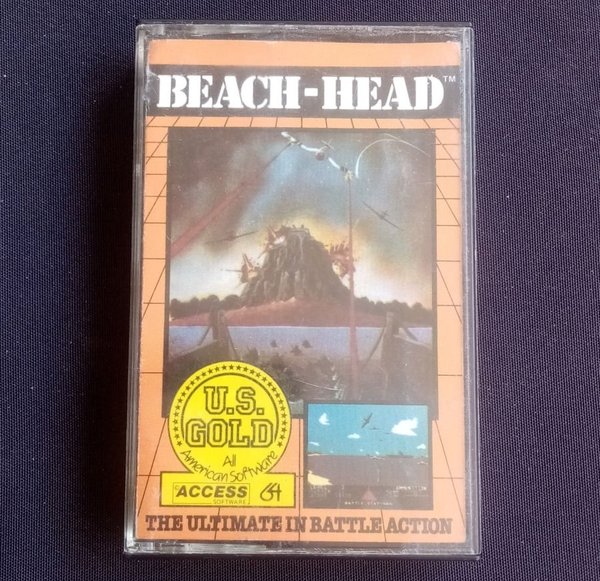 BEACH-HEAD™
U.S.
GOLD
All
American Software
ACCESS
SOFTWARE
64
THE ULTIMATE IN BATTLE ACTION